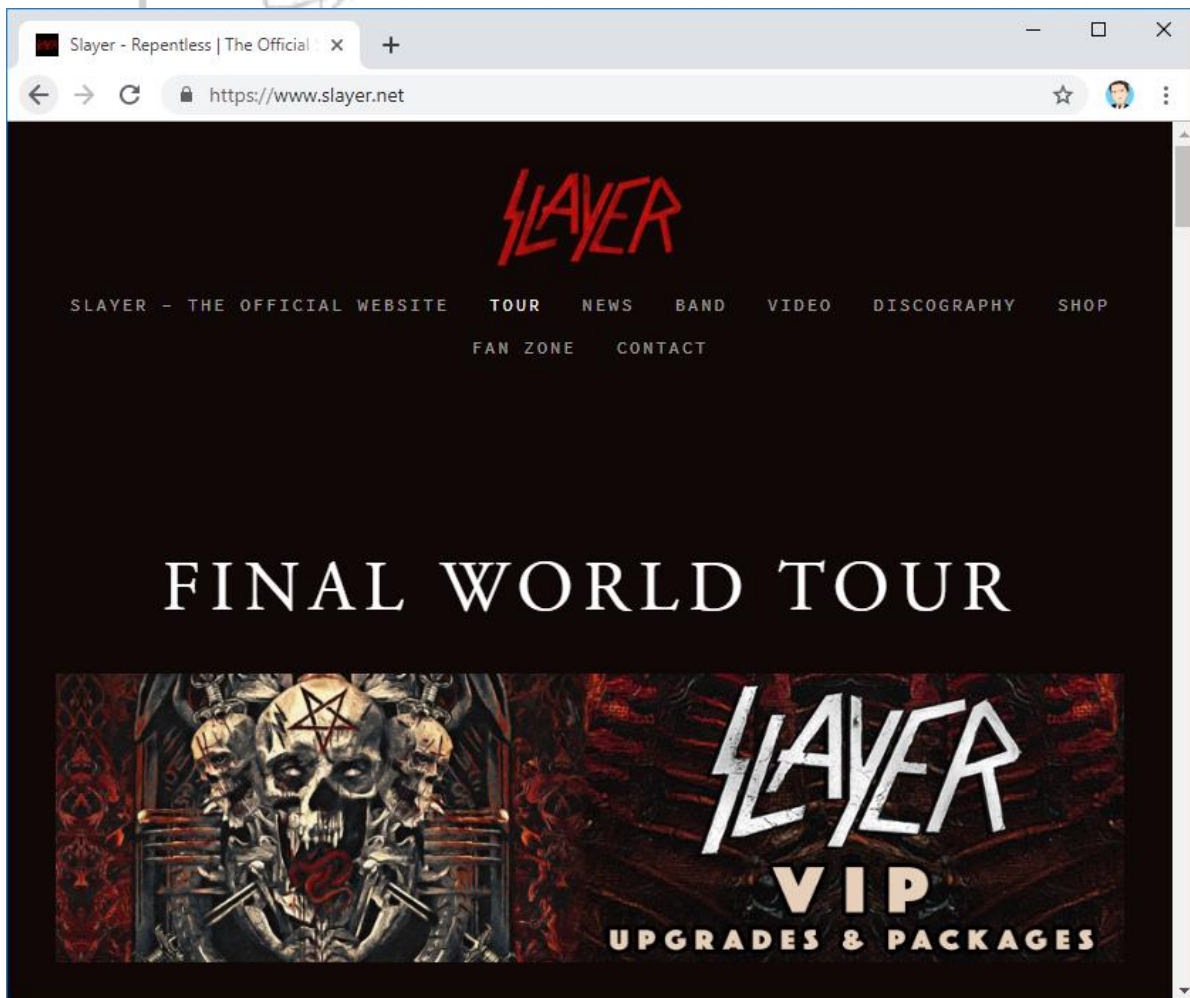 Slayer - Repentless | The Official
https://www.slayer.net
SLAYER
SLAYER – THE OFFICIAL WEBSITE TOUR NEWS BAND VIDEO DISCOGRAPHY SHOP
FAN ZONE CONTACT
FINAL WORLD TOUR
SLAYER
VIP
UPGRADES & PACKAGES